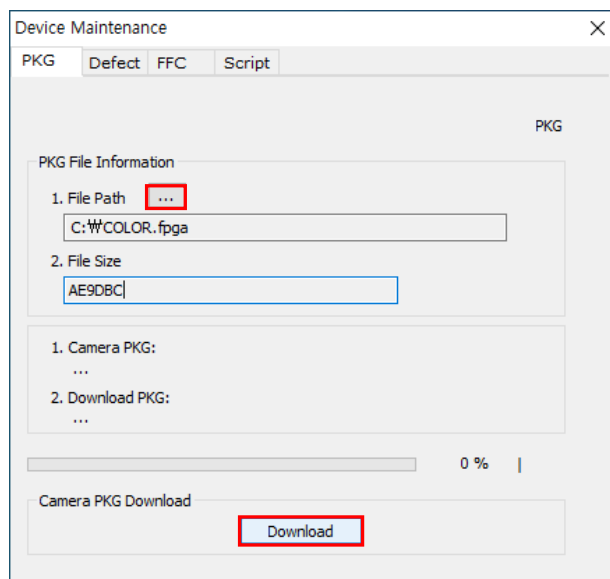 Device Maintenance
PKG Defect FFC Script
PKG
PKG File Information
1. File Path ...
C:₩COLOR.fpga
2. File Size
AE9DBC
1. Camera PKG:
...
2. Download PKG:
...
0 %
Camera PKG Download
Download